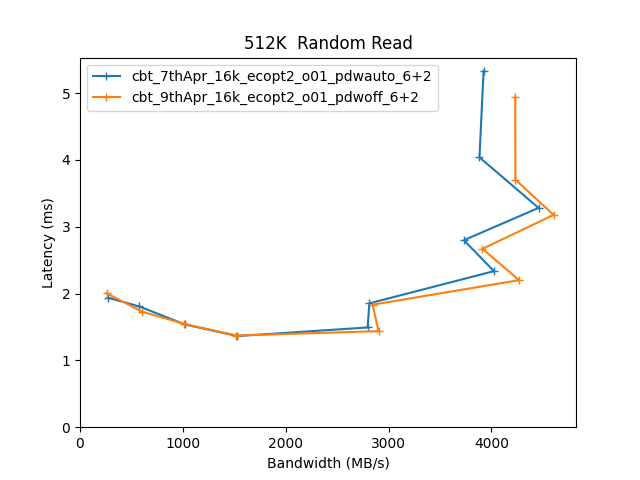 512K  Random Read
cbt_7thApr_16k_ecopt2_o01_pdwauto_6+2
cbt_9thApr_16k_ecopt2_o01_pdwoff_6+2
Latency (ms)
5
4
3
2
1
0
0 1000 2000 3000 4000
Bandwidth (MB/s)